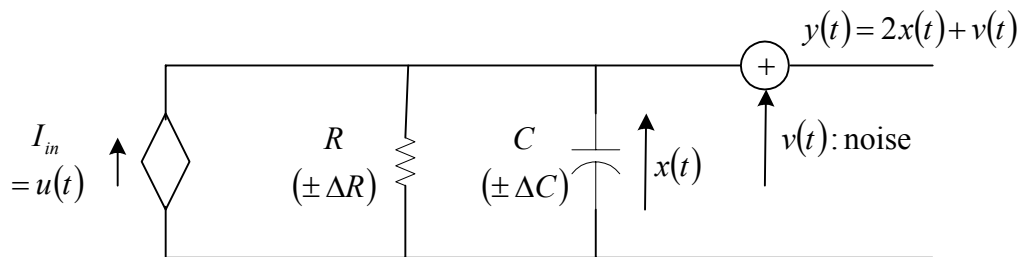 y(t) = 2x(t) + v(t)
+
I_in
= u(t)
R
(± ΔR)
C
(± ΔC)
x(t)
v(t): noise